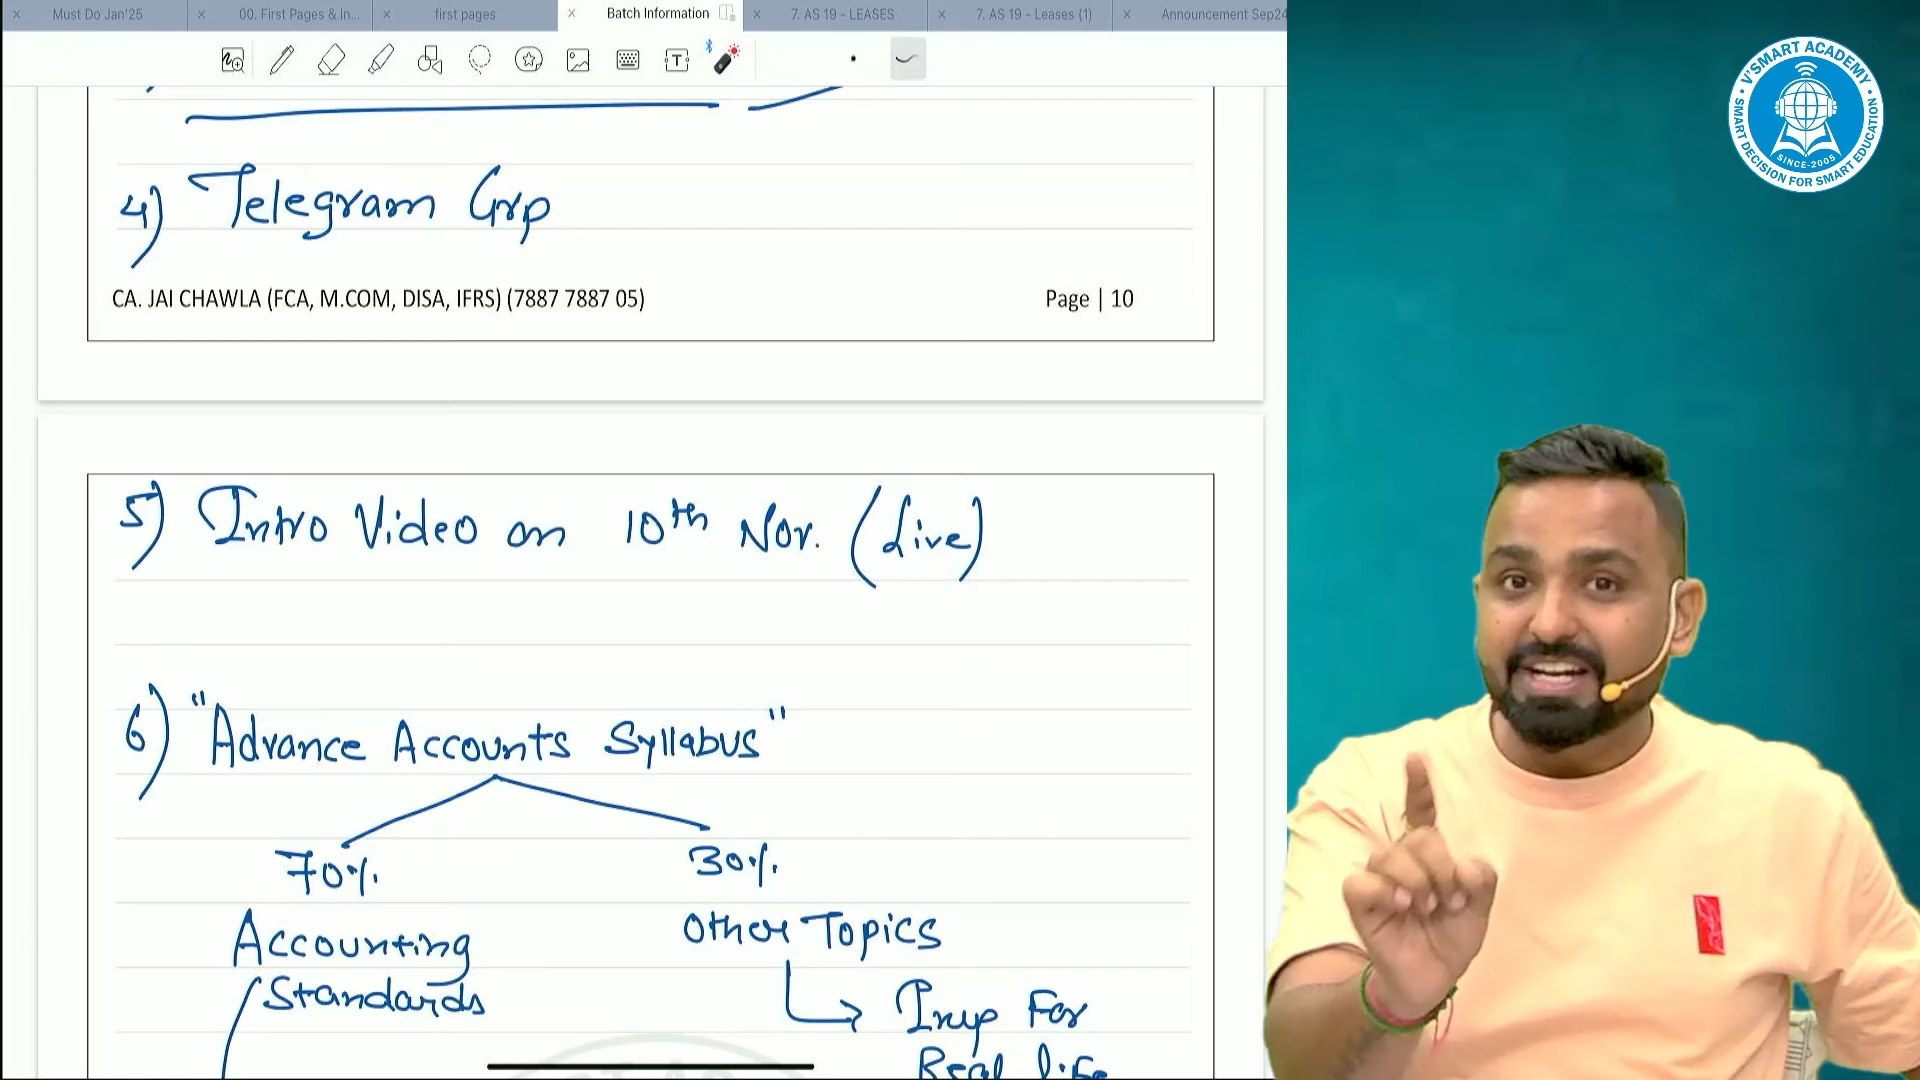 Must Do Jan'25
00. First Pages & In...
first pages
Batch Information
7. AS 19 - LEASES
7. AS 19 - Leases (1)
Announcement Sep24
4) Telegram Grp
CA. JAI CHAWLA (FCA, M.COM, DISA, IFRS) (7887 7887 05)
Page | 10
5) Intro Video on 10th Nov. (Live)
6) "Advance Accounts Syllabus"
70%.
30%.
Accounting
Standards
Other Topics
Imp For
Real life
V'SMART ACADEMY
SINCE-2005
SMART DECISION FOR SMART EDUCATION